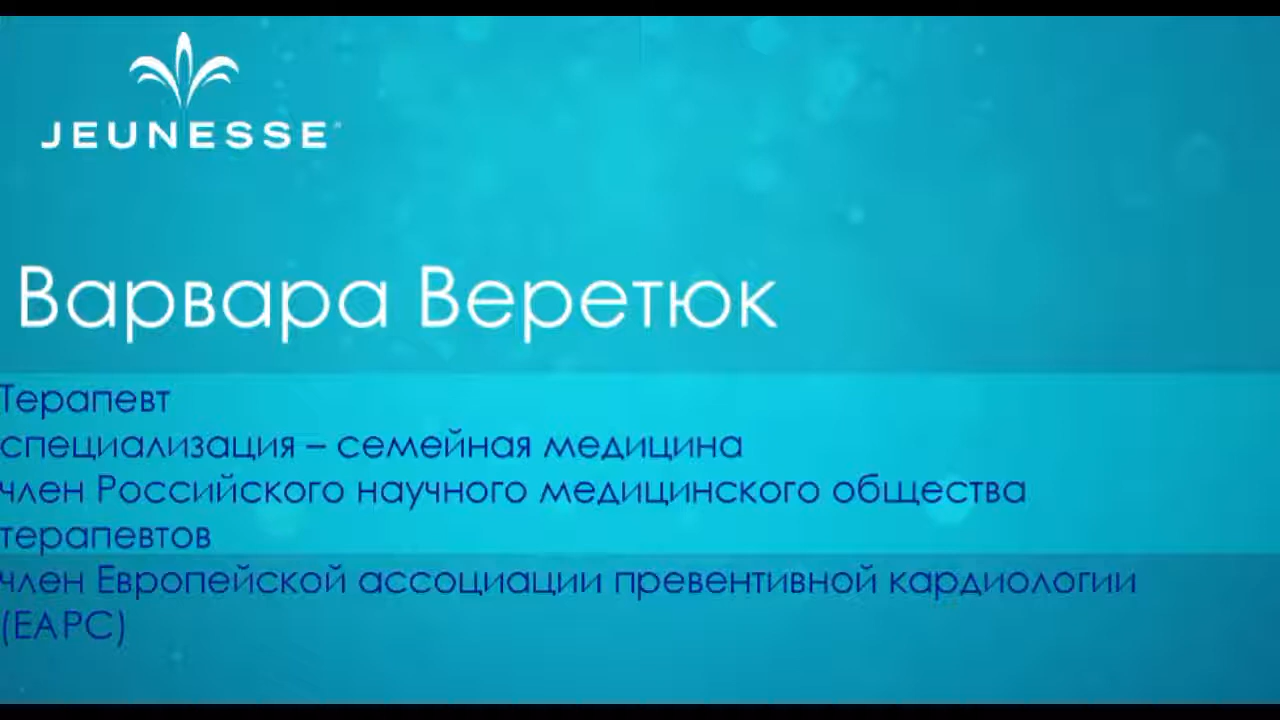 JEUNESSE
Варвара Веретюк
Терапевт
специализация – семейная медицина
член Российского научного медицинского общества
терапевтов
член Европейской ассоциации превентивной кардиологии
(EAPC)